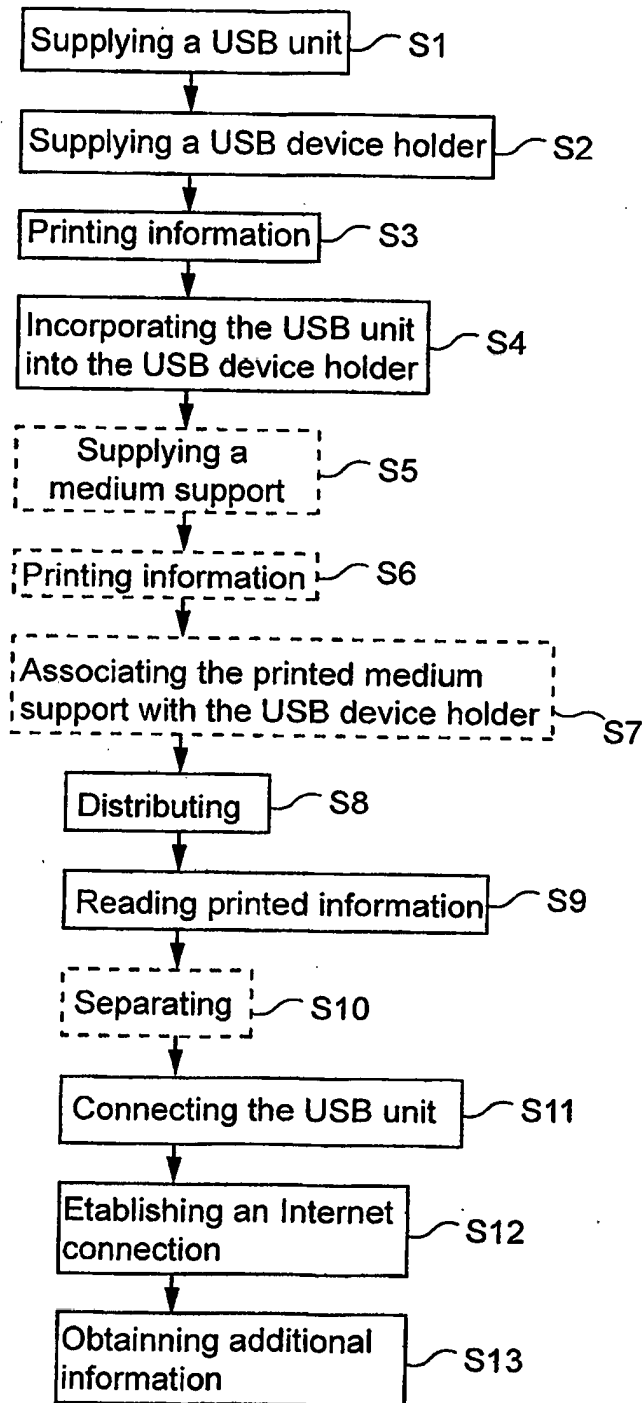 Supplying a USB unit S1
Supplying a USB device holder S2
Printing information S3
Incorporating the USB unit
into the USB device holder S4
Supplying a
medium support S5
Printing information S6
Associating the printed medium
support with the USB device holder S7
Distributing S8
Reading printed information S9
Separating S10
Connecting the USB unit S11
Etablishing an Internet
connection S12
Obtainning additional
information S13